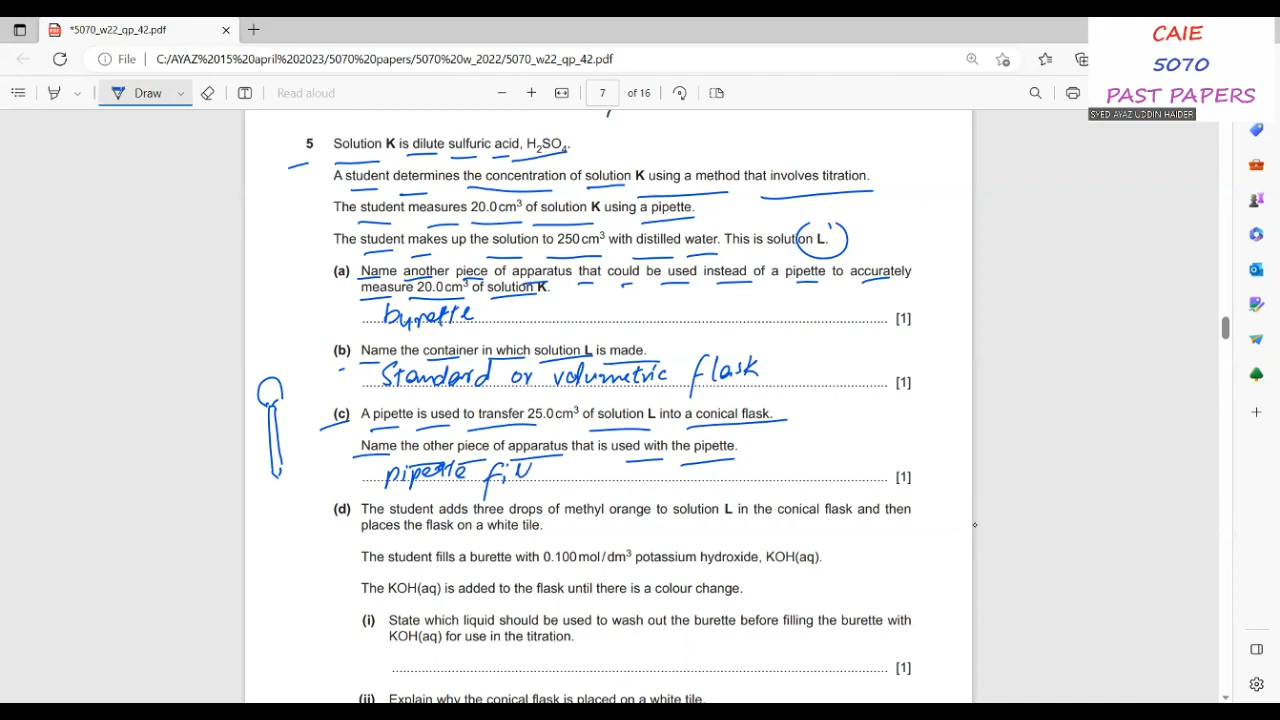 *5070_w22_qp_42.pdf
CAIE
5070
PAST PAPERS
SYED AYAZ UDDIN HAIDER
File C:/AYAZ%2015%20april%202023/5070%20papers/5070%20w_2022/5070_w22_qp_42.pdf
Draw Read aloud 7 of 16
7
5 Solution K is dilute sulfuric acid, H₂SO₄.
A student determines the concentration of solution K using a method that involves titration.
The student measures 20.0 cm³ of solution K using a pipette.
The student makes up the solution to 250 cm³ with distilled water. This is solution L.
(a) Name another piece of apparatus that could be used instead of a pipette to accurately
measure 20.0 cm³ of solution K.
burette [1]
(b) Name the container in which solution L is made.
Standard or volumetric flask [1]
(c) A pipette is used to transfer 25.0 cm³ of solution L into a conical flask.
Name the other piece of apparatus that is used with the pipette.
pipette fill [1]
(d) The student adds three drops of methyl orange to solution L in the conical flask and then
places the flask on a white tile.
The student fills a burette with 0.100 mol/dm³ potassium hydroxide, KOH(aq).
The KOH(aq) is added to the flask until there is a colour change.
(i) State which liquid should be used to wash out the burette before filling the burette with
KOH(aq) for use in the titration.
[1]
(ii) Explain why the conical flask is placed on a white tile.